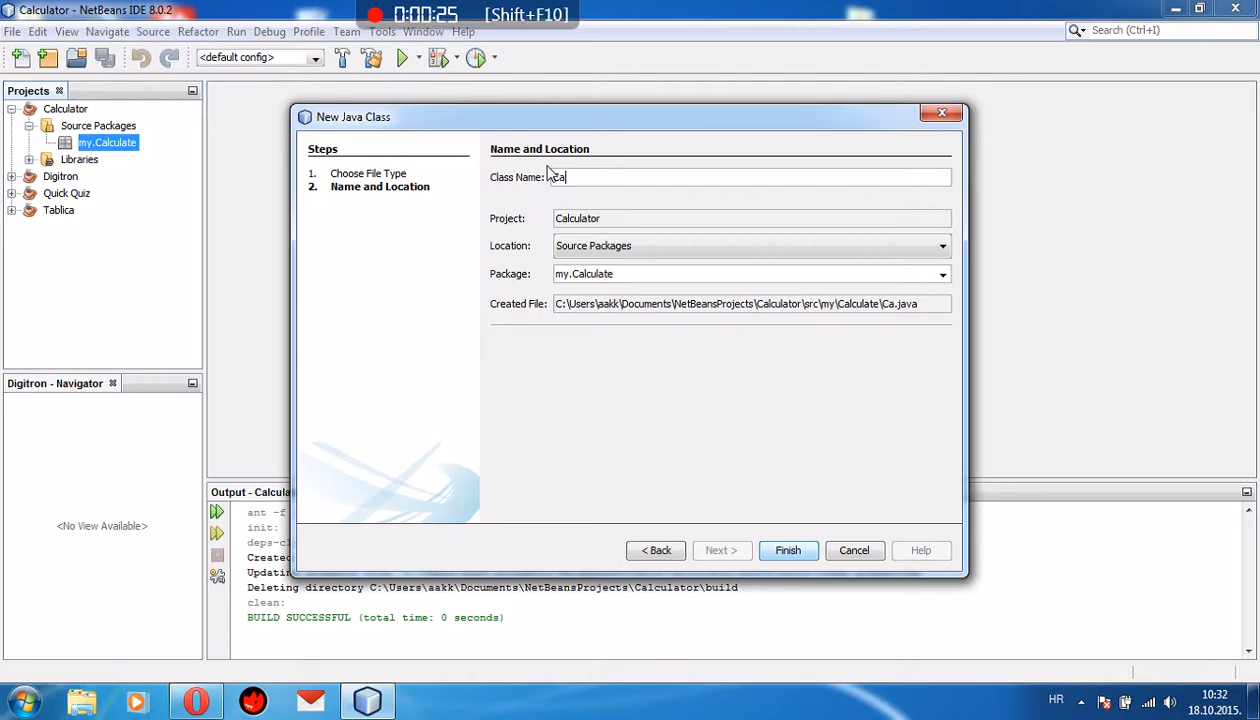 Calculator - NetBeans IDE 8.0.2
0:00:25 [Shift+F10]
File Edit View Navigate Source Refactor Run Debug Profile Team Tools Window Help
Search (Ctrl+I)
<default config>
Projects
Calculator
Source Packages
my.Calculate
Libraries
Digitron
Quick Quiz
Tablica
Digitron - Navigator
<No View Available>
New Java Class
Steps
1. Choose File Type
2. Name and Location
Name and Location
Class Name: Ca
Project: Calculator
Location: Source Packages
Package: my.Calculate
Created File: C:\Users\aakk\Documents\NetBeansProjects\Calculator\src\my\Calculate\Ca.java
< Back Next > Finish Cancel Help
Output - Calcula
ant -f
init:
deps-cl
Created
Updating
Deleting directory C:\Users\aakk\Documents\NetBeansProjects\Calculator\build
clean:
BUILD SUCCESSFUL (total time: 0 seconds)
HR
10:32
18.10.2015.